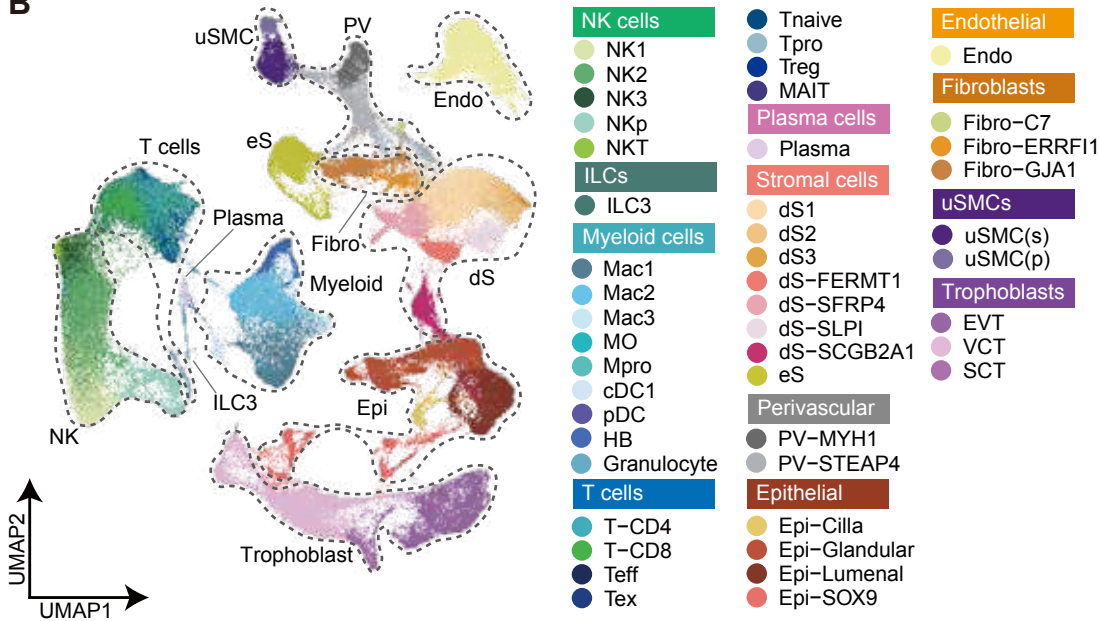 B
uSMC
PV
Endo
eS
T cells
Plasma
Fibro
dS
Myeloid
ILC3
Epi
NK
Trophoblast
UMAP2
UMAP1
NK cells
NK1
NK2
NK3
NKp
NKT
ILCs
ILC3
Myeloid cells
Mac1
Mac2
Mac3
MO
Mpro
cDC1
pDC
HB
Granulocyte
T cells
T−CD4
T−CD8
Teff
Tex
Tnaive
Tpro
Treg
MAIT
Plasma cells
Plasma
Stromal cells
dS1
dS2
dS3
dS−FERMT1
dS−SFRP4
dS−SLPI
dS−SCGB2A1
eS
Perivascular
PV−MYH1
PV−STEAP4
Epithelial
Epi−Cilla
Epi−Glandular
Epi−Lumenal
Epi−SOX9
Endothelial
Endo
Fibroblasts
Fibro−C7
Fibro−ERRFI1
Fibro−GJA1
uSMCs
uSMC(s)
uSMC(p)
Trophoblasts
EVT
VCT
SCT